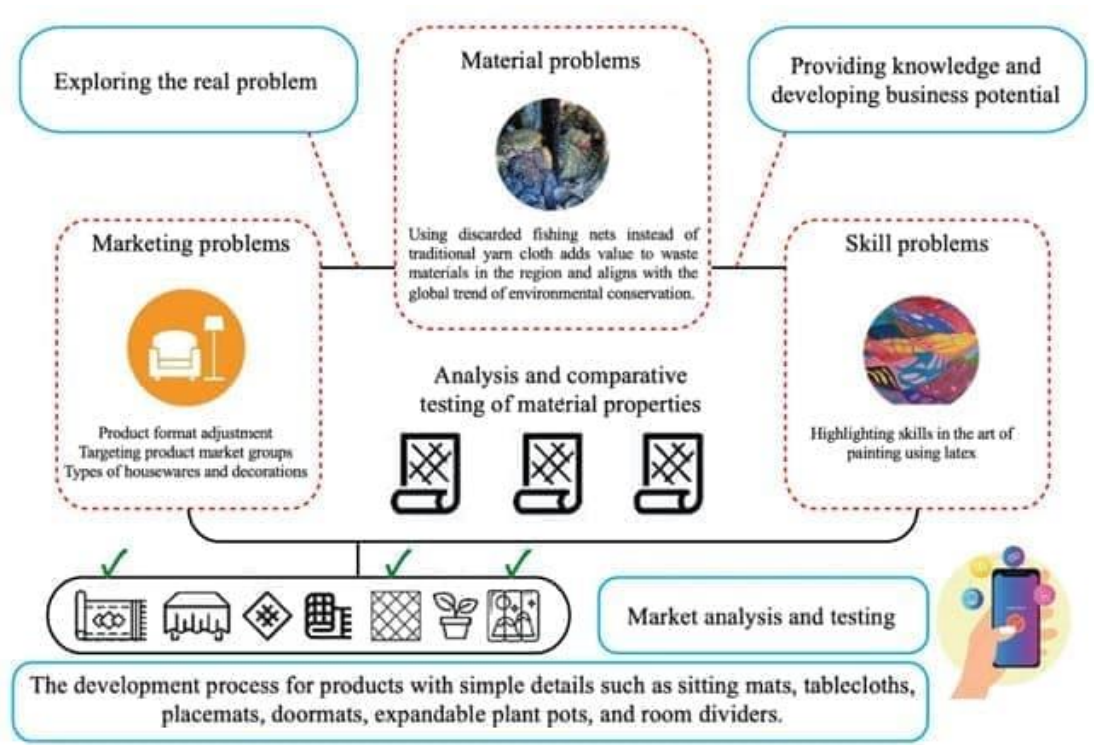 Exploring the real problem
Material problems
Providing knowledge and
developing business potential
Using discarded fishing nets instead of
traditional yarn cloth adds value to waste
materials in the region and aligns with the
global trend of environmental conservation.
Marketing problems
Product format adjustment
Targeting product market groups
Types of housewares and decorations
Skill problems
Highlighting skills in the art of
painting using latex
Analysis and comparative
testing of material properties
Market analysis and testing
The development process for products with simple details such as sitting mats, tablecloths,
placemats, doormats, expandable plant pots, and room dividers.